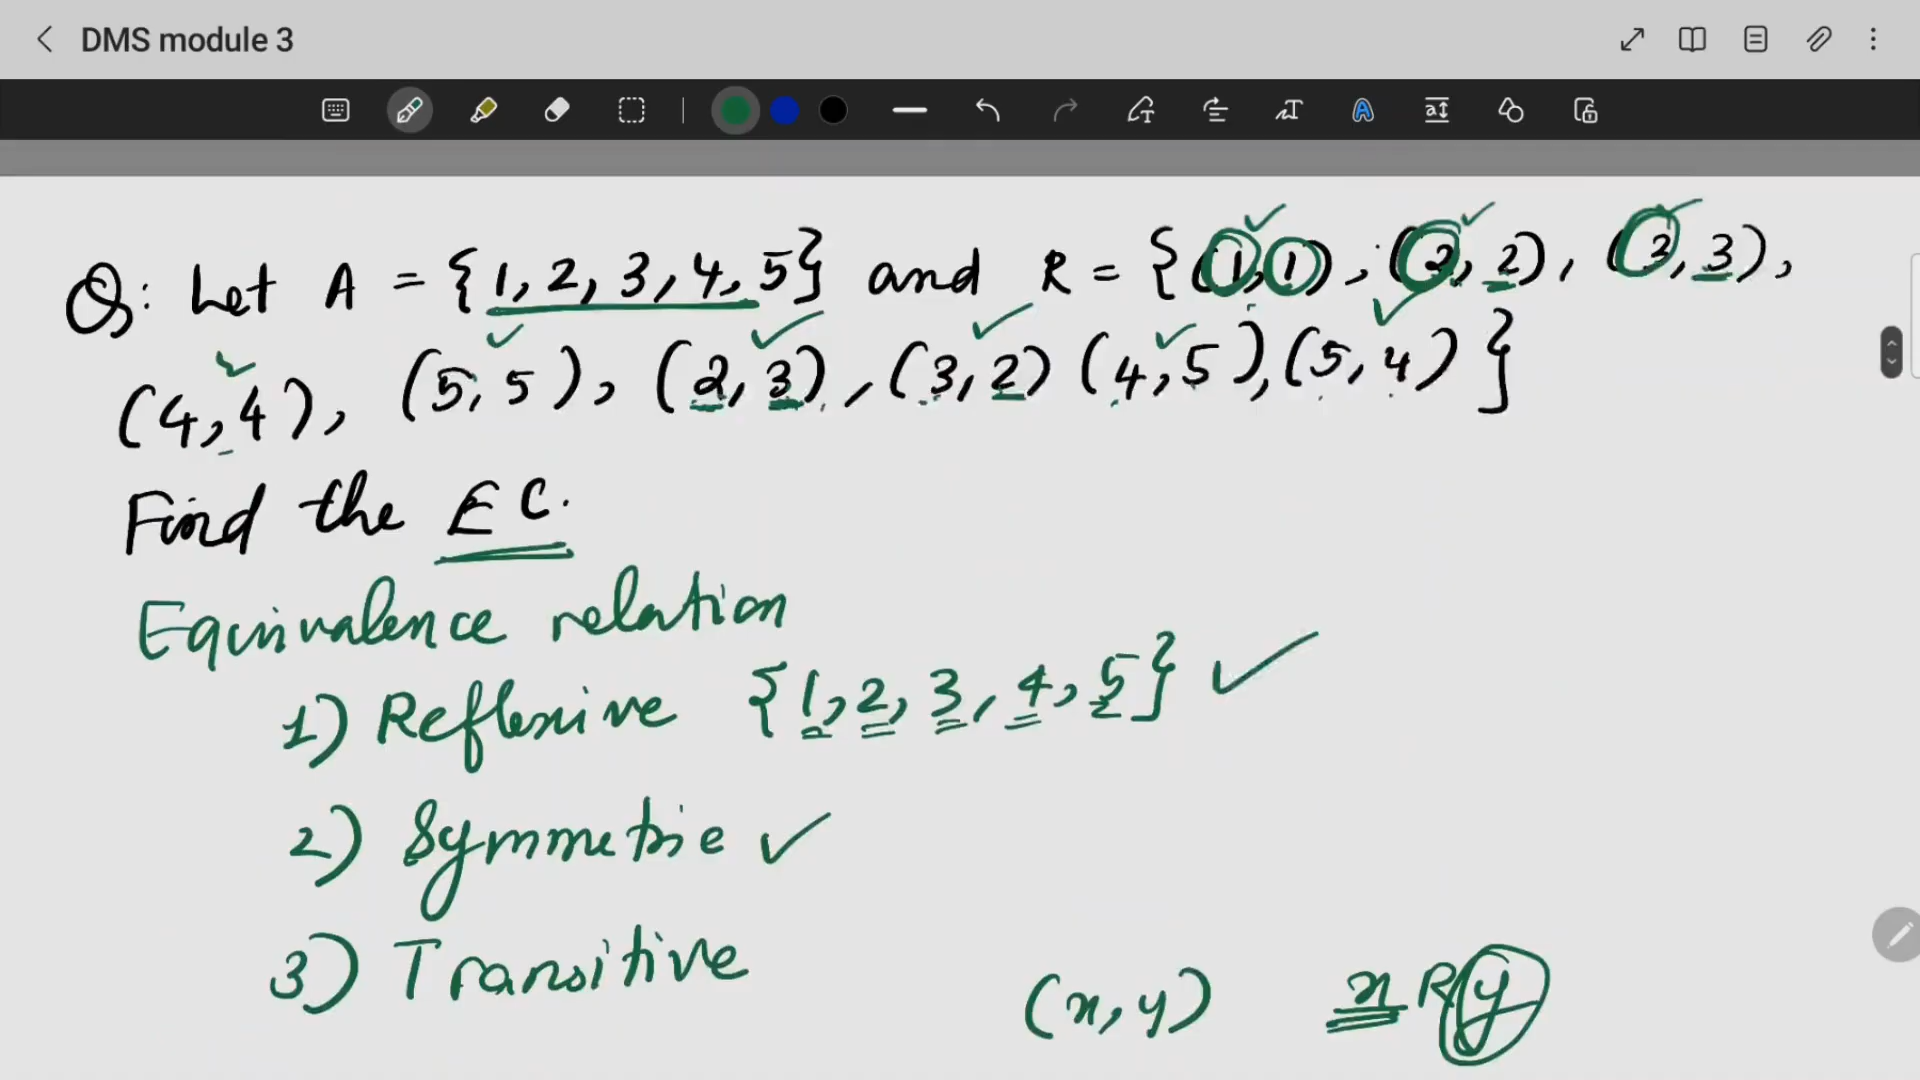 DMS module 3
Q: Let A = {1, 2, 3, 4, 5} and R = {(1,1), (2,2), (3,3),
(4,4), (5,5), (2,3), (3,2) (4,5), (5,4) }
Find the EC.
Equivalence relation
1) Reflexive {1, 2, 3, 4, 5} ✓
2) Symmetric ✓
3) Transitive
(x,y) x R y